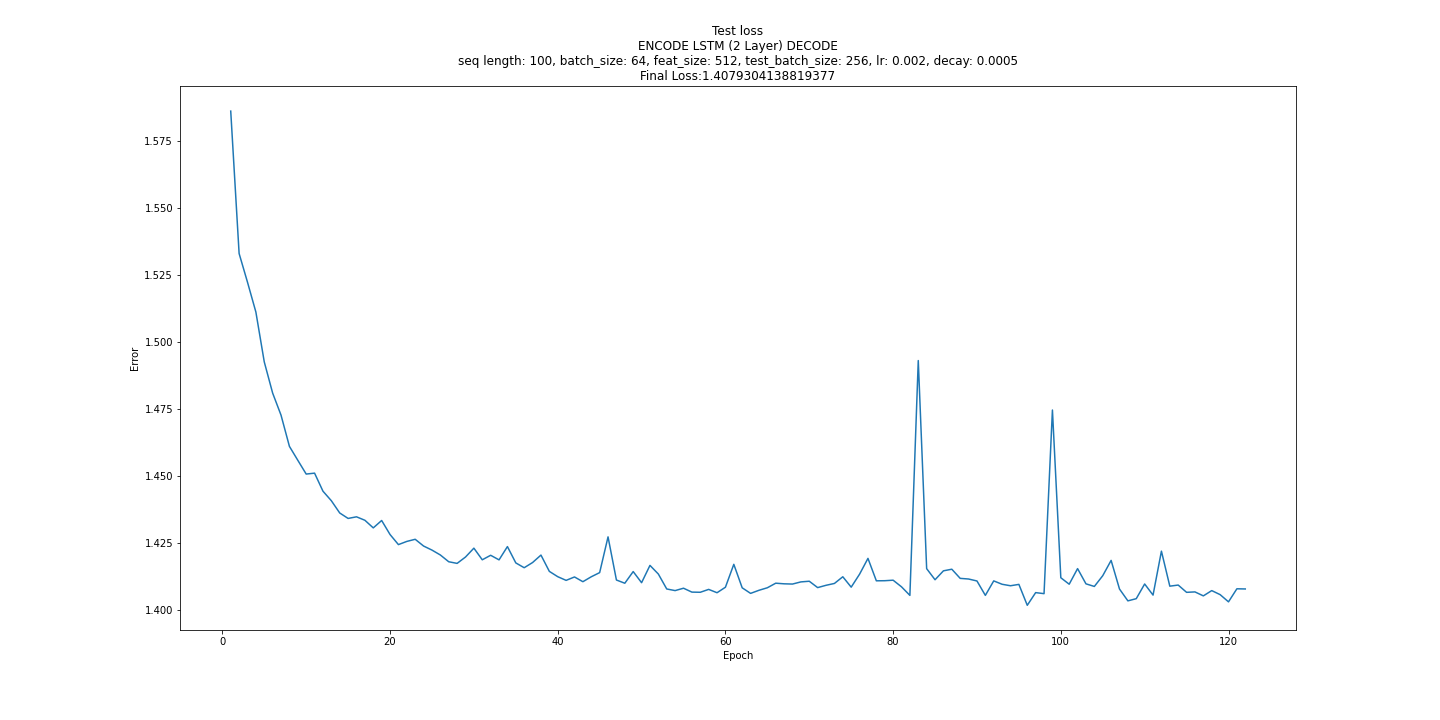 Test loss
ENCODE LSTM (2 Layer) DECODE
seq length: 100, batch_size: 64, feat_size: 512, test_batch_size: 256, lr: 0.002, decay: 0.0005
Final Loss:1.4079304138819377
1.575
1.550
1.525
1.500
1.475
1.450
1.425
1.400
Error
0 20 40 60 80 100 120
Epoch